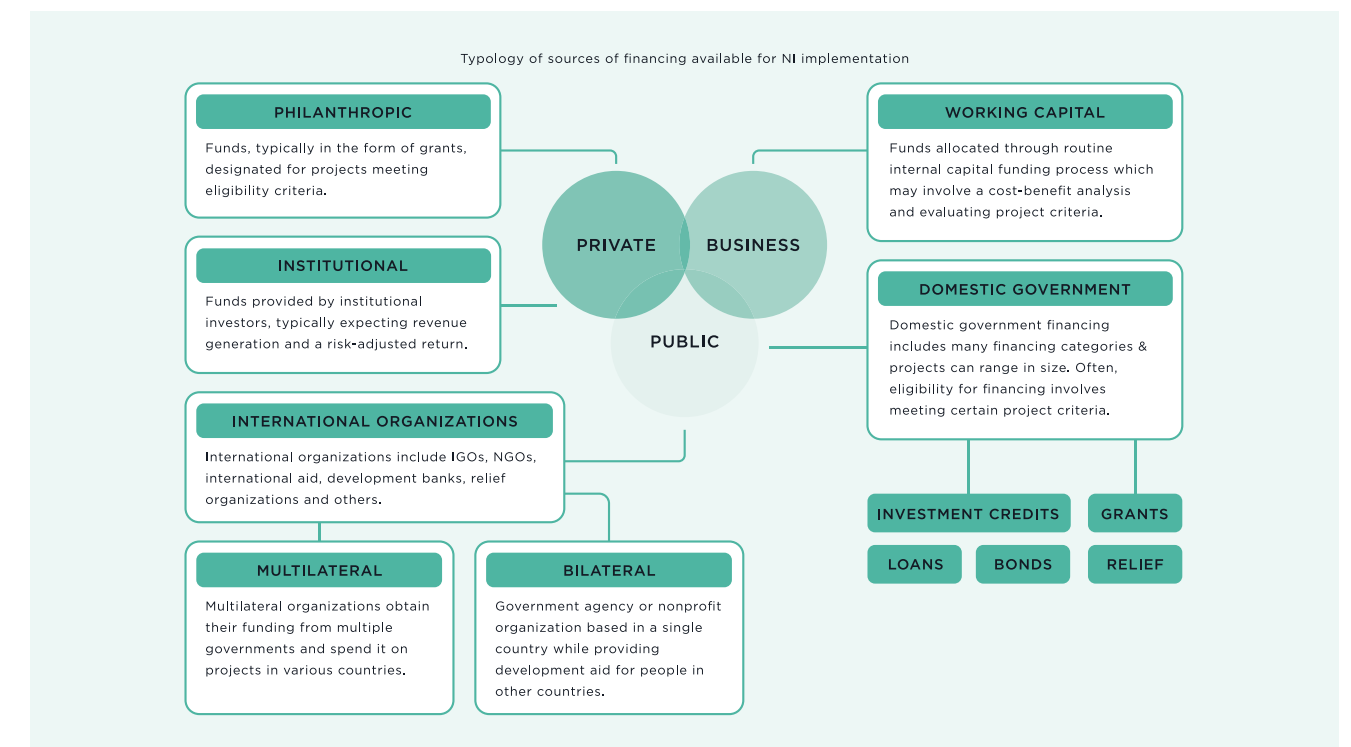 Typology of sources of financing available for NI implementation
PHILANTHROPIC
Funds, typically in the form of grants,
designated for projects meeting
eligibility criteria.
INSTITUTIONAL
Funds provided by institutional
investors, typically expecting revenue
generation and a risk-adjusted return.
INTERNATIONAL ORGANIZATIONS
International organizations include IGOs, NGOs,
international aid, development banks, relief
organizations and others.
MULTILATERAL
Multilateral organizations obtain
their funding from multiple
governments and spend it on
projects in various countries.
BILATERAL
Government agency or nonprofit
organization based in a single
country while providing
development aid for people in
other countries.
PRIVATE
BUSINESS
PUBLIC
WORKING CAPITAL
Funds allocated through routine
internal capital funding process which
may involve a cost-benefit analysis
and evaluating project criteria.
DOMESTIC GOVERNMENT
Domestic government financing
includes many financing categories &
projects can range in size. Often,
eligibility for financing involves
meeting certain project criteria.
INVESTMENT CREDITS
GRANTS
LOANS
BONDS
RELIEF